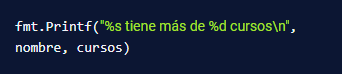 fmt.Printf("%s tiene más de %d cursos\n",
nombre, cursos)